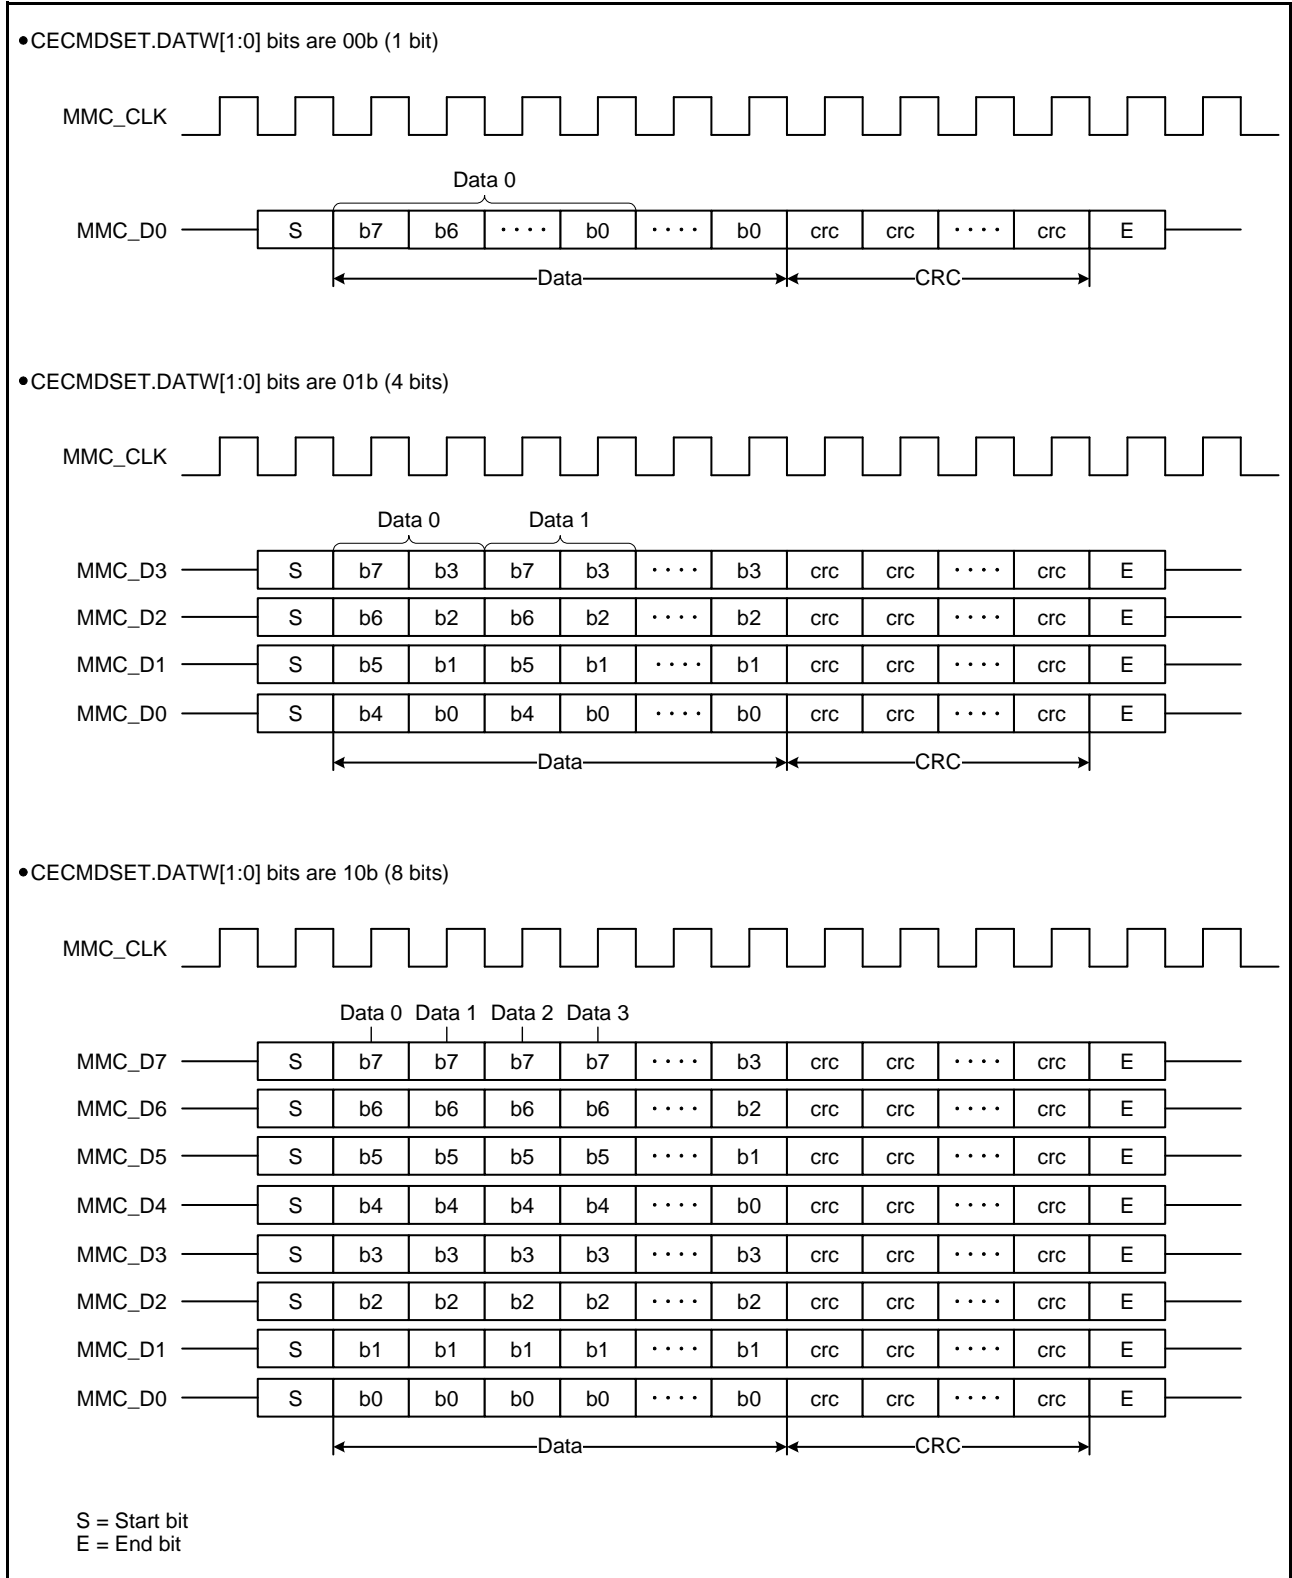 ●CECMDSET.DATW[1:0] bits are 00b (1 bit)
MMC_CLK
Data 0
MMC_D0 S b7 b6 ···· b0 ···· b0 crc crc ···· crc E
Data CRC
●CECMDSET.DATW[1:0] bits are 01b (4 bits)
MMC_CLK
Data 0 Data 1
MMC_D3 S b7 b3 b7 b3 ···· b3 crc crc ···· crc E
MMC_D2 S b6 b2 b6 b2 ···· b2 crc crc ···· crc E
MMC_D1 S b5 b1 b5 b1 ···· b1 crc crc ···· crc E
MMC_D0 S b4 b0 b4 b0 ···· b0 crc crc ···· crc E
Data CRC
●CECMDSET.DATW[1:0] bits are 10b (8 bits)
MMC_CLK
Data 0 Data 1 Data 2 Data 3
MMC_D7 S b7 b7 b7 b7 ···· b3 crc crc ···· crc E
MMC_D6 S b6 b6 b6 b6 ···· b2 crc crc ···· crc E
MMC_D5 S b5 b5 b5 b5 ···· b1 crc crc ···· crc E
MMC_D4 S b4 b4 b4 b4 ···· b0 crc crc ···· crc E
MMC_D3 S b3 b3 b3 b3 ···· b3 crc crc ···· crc E
MMC_D2 S b2 b2 b2 b2 ···· b2 crc crc ···· crc E
MMC_D1 S b1 b1 b1 b1 ···· b1 crc crc ···· crc E
MMC_D0 S b0 b0 b0 b0 ···· b0 crc crc ···· crc E
Data CRC
S = Start bit
E = End bit